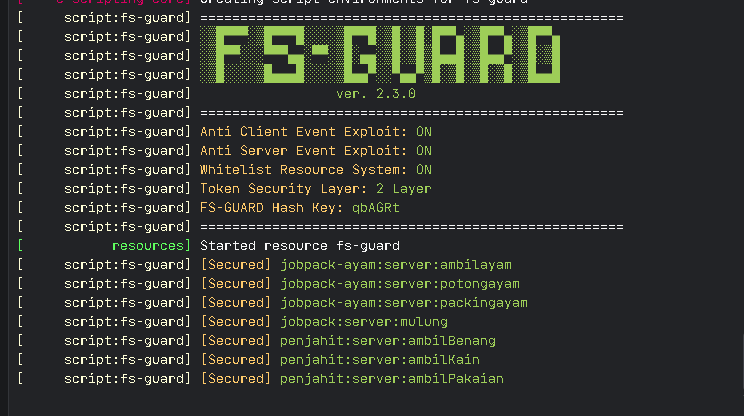 c-scripting-core] Creating script environments for fs-guard
[ script:fs-guard] =====================================================
FS-GUARD
[ script:fs-guard]
[ script:fs-guard]
[ script:fs-guard]
[ script:fs-guard] ver. 2.3.0
[ script:fs-guard] =====================================================
[ script:fs-guard] Anti Client Event Exploit: ON
[ script:fs-guard] Anti Server Event Exploit: ON
[ script:fs-guard] Whitelist Resource System: ON
[ script:fs-guard] Token Security Layer: 2 Layer
[ script:fs-guard] FS-GUARD Hash Key: qbAGRt
[ script:fs-guard] =====================================================
[ resources] Started resource fs-guard
[ script:fs-guard] [Secured] jobpack-ayam:server:ambilayam
[ script:fs-guard] [Secured] jobpack-ayam:server:potongayam
[ script:fs-guard] [Secured] jobpack-ayam:server:packingayam
[ script:fs-guard] [Secured] jobpack:server:mulung
[ script:fs-guard] [Secured] penjahit:server:ambilBenang
[ script:fs-guard] [Secured] penjahit:server:ambilKain
[ script:fs-guard] [Secured] penjahit:server:ambilPakaian